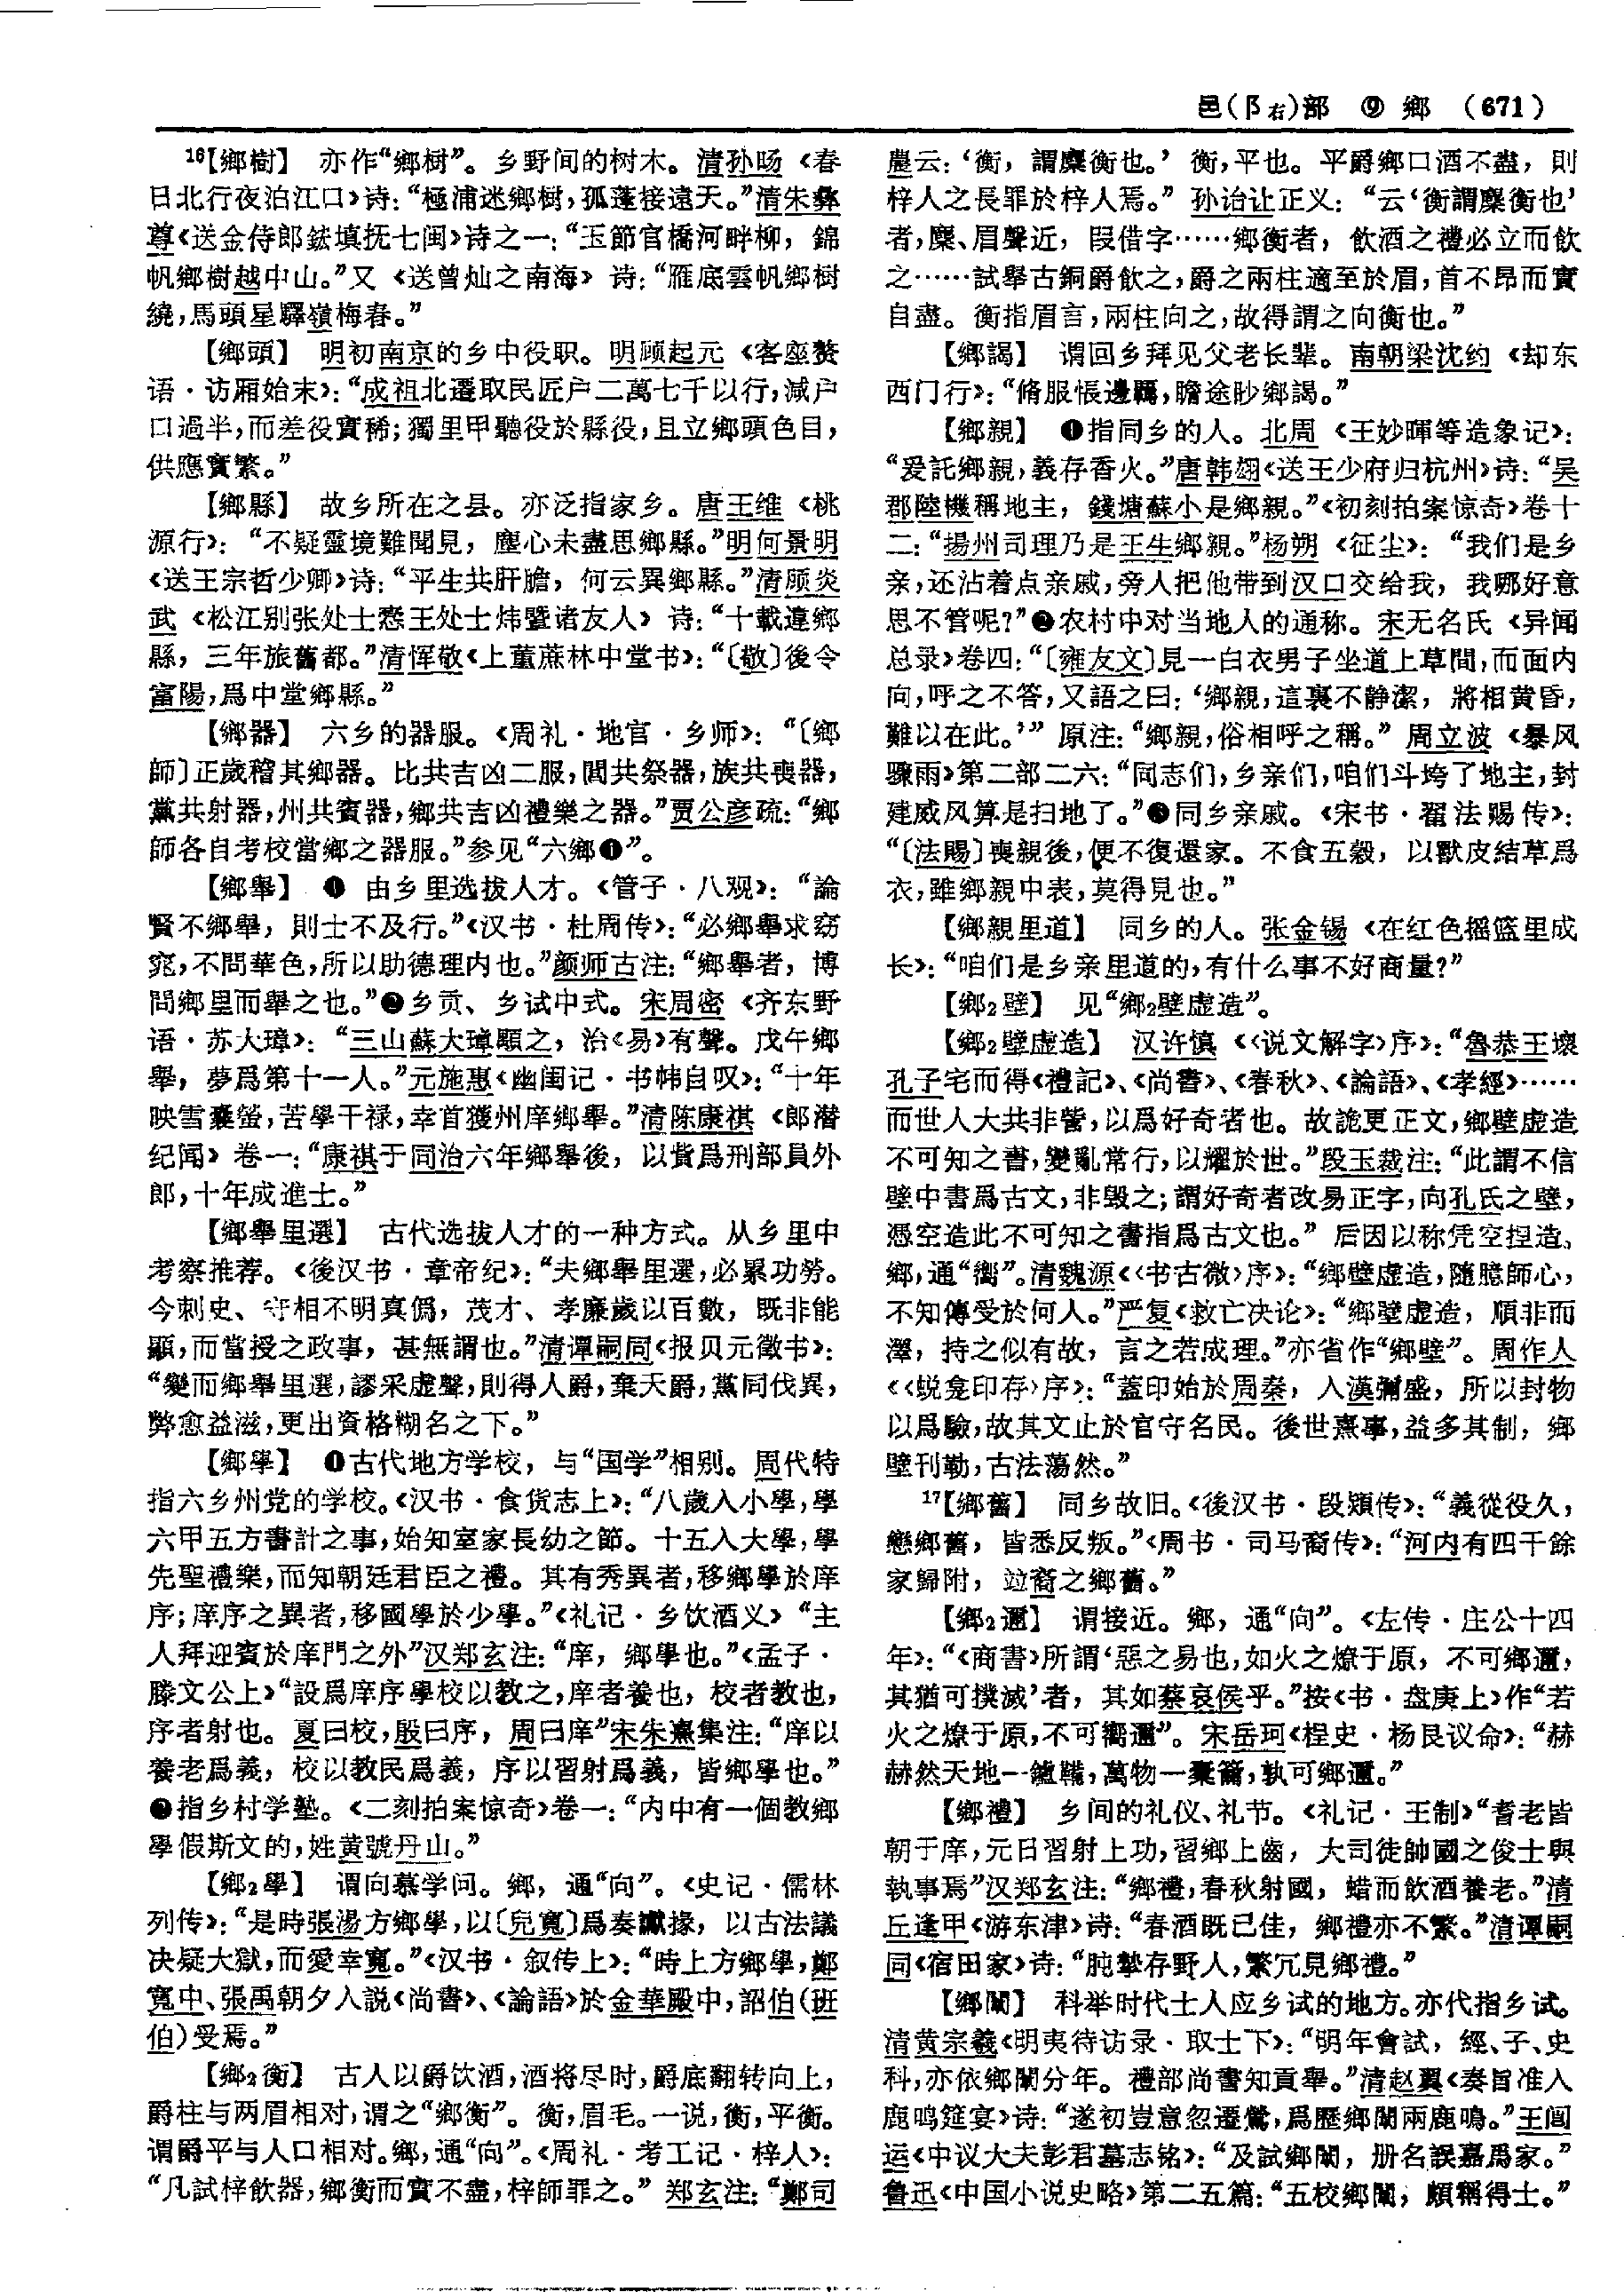 邑(阝右)部　⑨　鄉　(671)
16【鄉樹】　亦作“鄉树”。乡野间的树木。清孙旸《春
日北行夜泊江口》诗：“極浦迷鄉樹，孤蓬接遠天。”清朱彝
尊《送金侍郎鋐填抚七闽》诗之一：“玉節官橋河畔柳，錦
帆鄉樹越中山。”又《送曾灿之南海》诗：“雁底雲帆鄉树
繞，馬頭星驛嶺梅春。”
【鄉頭】　明初南京的乡中役职。明顾起元《客座赘
语·访厢始末》：“成祖北遷取民匠户二萬七千以行，減户
口過半，而差役實稀；獨里甲聽役於縣役，且立鄉頭色目，
供應實繁。”
【鄉縣】　故乡所在之县。亦泛指家乡。唐王维《桃
源行》：“不疑靈境難聞見，塵心未盡思鄉縣。”明何景明
《送王宗哲少卿》诗：“平生共肝膽，何云異鄉縣。”清顾炎
武《松江别张处士悫王处士炜暨诸友人》诗：“十載違鄉
縣，三年旅舊都。”清恽敬《上董蔗林中堂书》：“〔敬〕後令
富陽，爲中堂鄉縣。”
【鄉器】　六乡的器服。《周礼·地官·乡师》：“〔鄉
師〕正歲稽其鄉器。比共吉凶二服，閭共祭器，族共喪器，
黨共射器，州共賓器，鄉共吉凶禮樂之器。”贾公彦疏：“鄉
師各自考校當鄉之器服。”参见“六鄉❶”。
【鄉舉】　❶　由乡里选拔人才。《管子·八观》：“論
賢不鄉舉，則士不及行。”《汉书·杜周传》：“必鄉舉求窈
窕，不問華色，所以助德理内也。”颜师古注：“鄉舉者，博
問鄉里而舉之也。”❷乡贡、乡试中式。宋周密《齐东野
语·苏大璋》：“三山蘇大璋顒之，治《易》有聲。戊午鄉
舉，夢爲第十一人。”元施惠《幽闺记·书帏自叹》：“十年
映雪囊螢，苦學干禄，幸首獲州庠鄉舉。”清陈康祺《郎潜
纪闻》卷一：“康祺于同治六年鄉舉後，以貲爲刑部員外
郎，十年成進士。”
【鄉舉里選】　古代选拔人才的一种方式。从乡里中
考察推荐。《後汉书·章帝纪》：“夫鄉舉里選，必累功勞。
今刺史、守相不明真僞，茂才、孝廉歲以百數，既非能
顯，而當授之政事，甚無謂也。”清谭嗣同《报贝元徵书》：
“變而鄉舉里選，謬采虚聲，則得人爵，棄天爵，黨同伐異，
弊愈益滋，更出資格糊名之下。”
【鄉學】　❶古代地方学校，与“国学”相别。周代特
指六乡州党的学校。《汉书·食货志上》：“八歲入小學，學
六甲五方書計之事，始知室家長幼之節。十五入大學，學
先聖禮樂，而知朝廷君臣之禮。其有秀異者，移鄉學於庠
序；庠序之異者，移國學於少學。”《礼记·乡饮酒义》“主
人拜迎賓於庠門之外”汉郑玄注：“庠，鄉學也。”《孟子·
滕文公上》“設爲庠序學校以教之，庠者養也，校者教也，
序者射也。夏曰校，殷曰序，周曰庠”宋朱熹集注：“庠以
養老爲義，校以教民爲義，序以習射爲義，皆鄉學也。”
❷指乡村学塾。《二刻拍案惊奇》卷一：“内中有一個教鄉
學假斯文的，姓黄號丹山。”
【鄉2學】　谓向慕学问。鄉，通“向”。《史记·儒林
列传》：“是時張湯方鄉學，以〔兒寬〕爲奏讞掾，以古法議
决疑大獄，而愛幸寬。”《汉书·叙传上》：“時上方鄉學，鄭
寬中、張禹朝夕入説《尚書》、《論語》於金華殿中，詔伯（班
伯）受焉。”
【鄉2衡】　古人以爵饮酒，酒将尽时，爵底翻转向上，
爵柱与两眉相对，谓之“鄉衡”。衡，眉毛。一说，衡，平衡。
谓爵平与人口相对。鄉，通“向”。《周礼·考工记·梓人》：
“凡試梓飲器，鄉衡而實不盡，梓師罪之。”郑玄注：“鄭司
農云：‘衡，謂麋衡也。’衡，平也。平爵鄉口酒不盡，則
梓人之長罪於梓人焉。”孙诒让正义：“云‘衡謂麋衡也’
者，麋、眉聲近，叚借字……鄉衡者，飲酒之禮必立而飲
之……試舉古銅爵飲之，爵之兩柱適至於眉，首不昂而實
自盡。衡指眉言，兩柱向之，故得謂之向衡也。”
【鄉謁】　谓回乡拜见父老长辈。南朝梁沈约《却东
西门行》：“脩服悵邊羈，瞻途眇鄉謁。”
【鄉親】　❶指同乡的人。北周《王妙暉等造象记》：
“爰託鄉親，義存香火。”唐韩翃《送王少府归杭州》诗：“吴
郡陸機稱地主，錢塘蘇小是鄉親。”《初刻拍案惊奇》卷十
二：“揚州司理乃是王生鄉親。”杨朔《征尘》：“我们是乡
亲，还沾着点亲戚，旁人把他带到汉口交给我，我哪好意
思不管呢？”❷农村中对当地人的通称。宋无名氏《异闻
总录》卷四：“〔雍友文〕見一白衣男子坐道上草間，而面内
向，呼之不答，又語之曰：‘鄉親，這裏不静潔，將相黄昏，
難以在此。’”原注：“鄉親，俗相呼之稱。”周立波《暴风
骤雨》第二部二六：“同志们，乡亲们，咱们斗垮了地主，封
建威风算是扫地了。”❸同乡亲戚。《宋书·翟法赐传》：
“〔法賜〕喪親後，便不復還家。不食五穀，以獸皮結草爲
衣，雖鄉親中表，莫得見也。”
【鄉親里道】　同乡的人。张金锡《在红色摇篮里成
长》：“咱们是乡亲里道的，有什么事不好商量？”
【鄉2壁】　见“鄉2壁虚造”。
【鄉2壁虚造】　汉许慎《〈说文解字〉序》：“魯恭王壞
孔子宅而得《禮記》、《尚書》、《春秋》、《論語》、《孝經》……
而世人大共非訾，以爲好奇者也。故詭更正文，鄉壁虚造
不可知之書，變亂常行，以耀於世。”段玉裁注：“此謂不信
壁中書爲古文，非毁之；謂好奇者改易正字，向孔氏之壁，
憑空造此不可知之書指爲古文也。”后因以称凭空捏造。
鄉，通“嚮”。清魏源《〈书古微〉序》：“鄉壁虚造，随臆師心，
不知傳受於何人。”严复《救亡决论》：“鄉壁虚造，順非而
澤，持之似有故，言之若成理。”亦省作“鄉壁”。周作人
《〈蜕龛印存〉序》：“蓋印始於周秦，入漢彌盛，所以封物
以爲驗，故其文止於官守名民。後世熹事，益多其制，鄉
壁刊勒，古法蕩然。”
17【鄉舊】　同乡故旧。《後汉书·段熲传》：“義從役久，
戀鄉舊，皆悉反叛。”《周书·司马裔传》：“河内有四千餘
家歸附，竝裔之鄉舊。”
【鄉2邇】　谓接近。鄉，通“向”。《左传·庄公十四
年》：“《商書》所謂‘惡之易也，如火之燎于原，不可鄉邇，
其猶可撲滅’者，其如蔡哀侯乎。”按《书·盘庚上》作“若
火之燎于原，不可嚮邇”。宋岳珂《桯史·杨艮议命》：“赫
赫然天地一鑪鞴，萬物一橐籥，孰可鄉邇。”
【鄉禮】　乡间的礼仪、礼节。《礼记·王制》“耆老皆
朝于庠，元日習射上功，習鄉上齒，大司徒帥國之俊士與
執事焉”汉郑玄注：“鄉禮，春秋射國，蜡而飲酒養老。”清
丘逢甲《游东津》诗：“春酒既已佳，鄉禮亦不繁。”清谭嗣
同《宿田家》诗：“肫摯存野人，繁冗見鄉禮。”
【鄉闈】　科举时代士人应乡试的地方。亦代指乡试。
清黄宗羲《明夷待访录·取士下》：“明年會試，經、子、史
科，亦依鄉闈分年。禮部尚書知貢舉。”清赵翼《奏旨准入
鹿鸣筵宴》诗：“遂初豈意忽遷鶯，爲歷鄉闈兩鹿鳴。”王闿
运《中议大夫彭君墓志铭》：“及試鄉闈，册名誤嘉爲家。”
鲁迅《中国小说史略》第二五篇：“五校鄉闈，頗稱得士。”